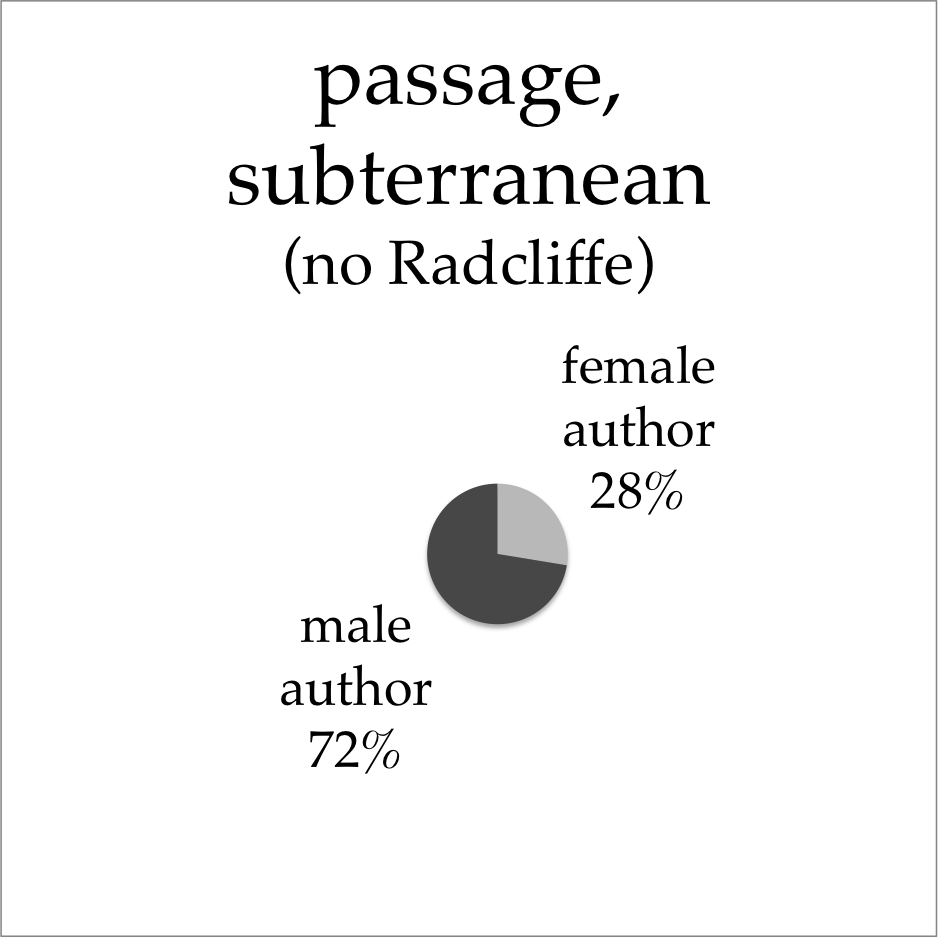 passage,
subterranean
(no Radcliffe)
female
author
28%
male
author
72%